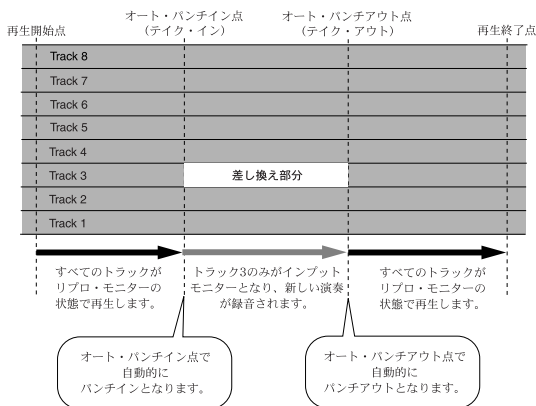 オート・パンチイン点
(テイク・イン)
オート・パンチアウト点
(テイク・アウト)
再生開始点
再生終了点
Track 8
Track 7
Track 6
Track 5
Track 4
Track 3
差し換え部分
Track 2
Track 1
すべてのトラックが
リプロ・モニターの
状態で再生します。
トラック3のみがインプット
モニターとなり、新しい演奏
が録音されます。
すべてのトラックが
リプロ・モニターの
状態で再生します。
オート・パンチイン点で
自動的に
パンチインとなります。
オート・パンチアウト点で
自動的に
パンチアウトとなります。